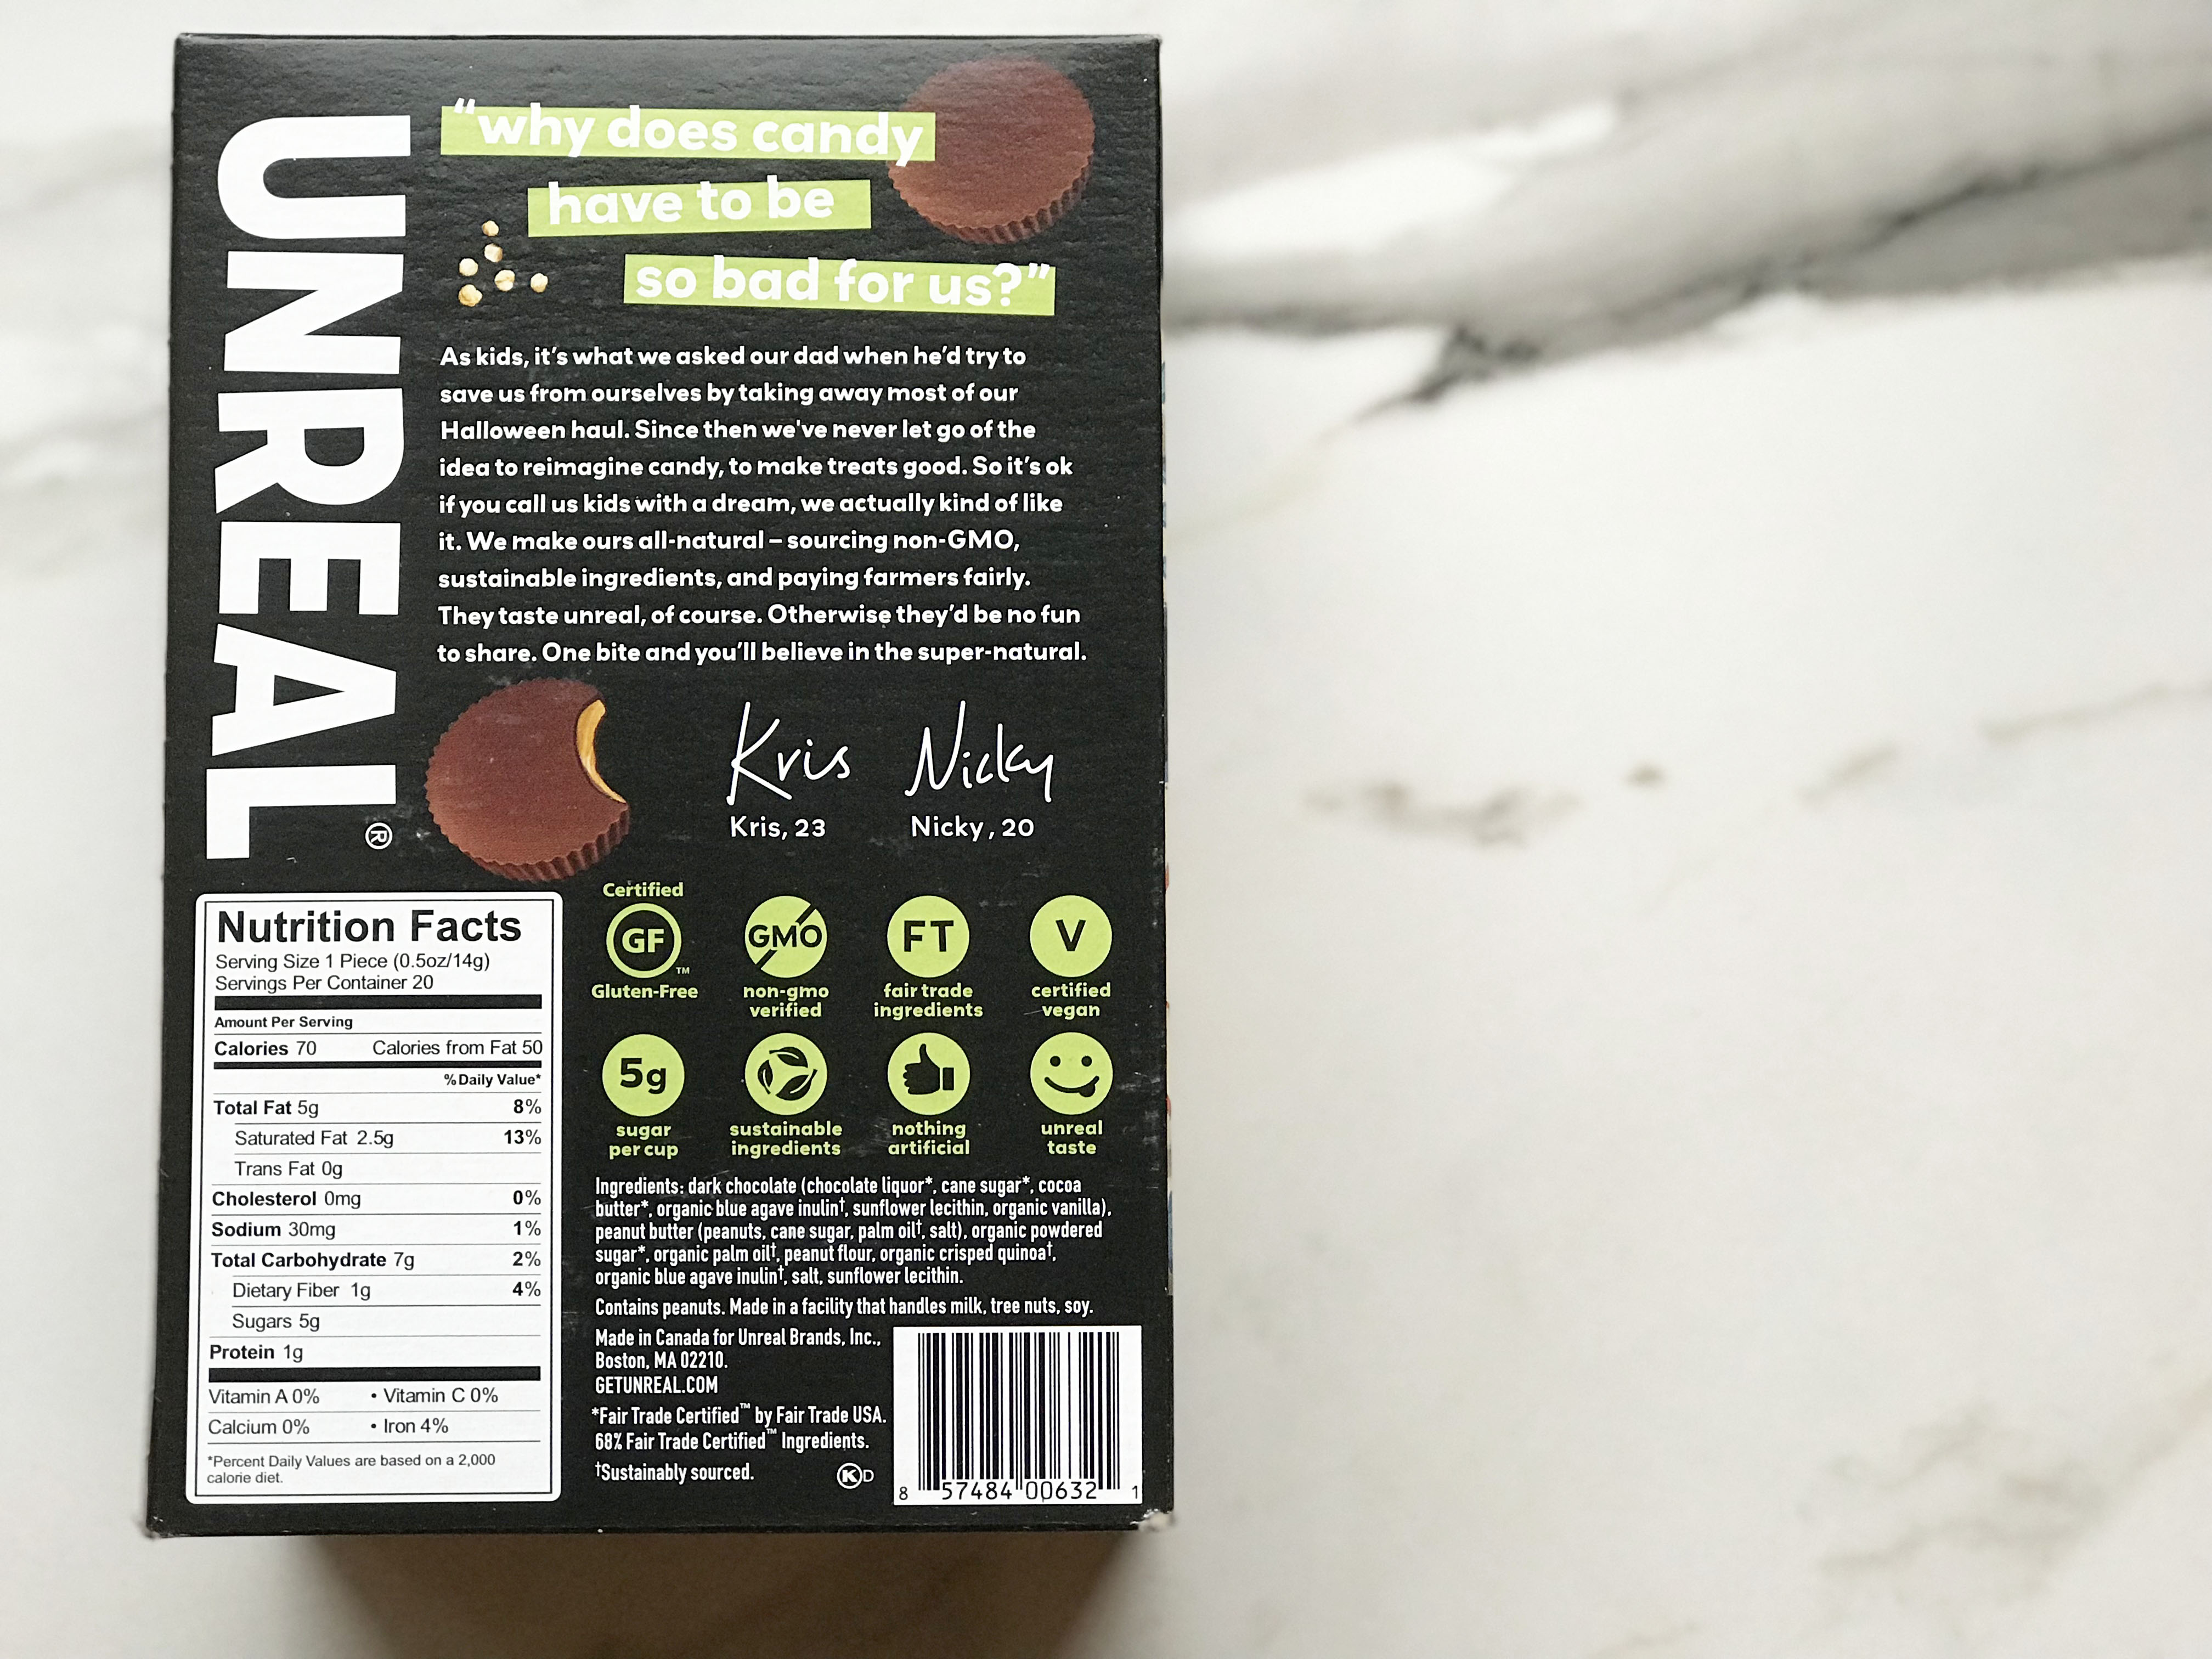 UNREAL®
“why does candy
have to be
so bad for us?”
As kids, it’s what we asked our dad when he’d try to
save us from ourselves by taking away most of our
Halloween haul. Since then we've never let go of the
idea to reimagine candy, to make treats good. So it’s ok
if you call us kids with a dream, we actually kind of like
it. We make ours all-natural – sourcing non-GMO,
sustainable ingredients, and paying farmers fairly.
They taste unreal, of course. Otherwise they’d be no fun
to share. One bite and you’ll believe in the super-natural.
Kris Nicky
Kris, 23 Nicky, 20
Nutrition Facts
Serving Size 1 Piece (0.5oz/14g)
Servings Per Container 20
Amount Per Serving
Calories 70 Calories from Fat 50
% Daily Value*
Total Fat 5g 8%
Saturated Fat 2.5g 13%
Trans Fat 0g
Cholesterol 0mg 0%
Sodium 30mg 1%
Total Carbohydrate 7g 2%
Dietary Fiber 1g 4%
Sugars 5g
Protein 1g
Vitamin A 0% • Vitamin C 0%
Calcium 0% • Iron 4%
*Percent Daily Values are based on a 2,000
calorie diet.
Certified
GF™
Gluten-Free
GMO
non-gmo
verified
FT
fair trade
ingredients
V
certified
vegan
5g
sugar
per cup
sustainable
ingredients
nothing
artificial
unreal
taste
Ingredients: dark chocolate (chocolate liquor*, cane sugar*, cocoa
butter*, organic blue agave inulin†, sunflower lecithin, organic vanilla),
peanut butter (peanuts, cane sugar, palm oil†, salt), organic powdered
sugar*, organic palm oil†, peanut flour, organic crisped quinoa†,
organic blue agave inulin†, salt, sunflower lecithin.
Contains peanuts. Made in a facility that handles milk, tree nuts, soy.
Made in Canada for Unreal Brands, Inc.,
Boston, MA 02210.
GETUNREAL.COM
*Fair Trade Certified™ by Fair Trade USA.
68% Fair Trade Certified™ Ingredients.
†Sustainably sourced.
K D
8 57484 00632 1